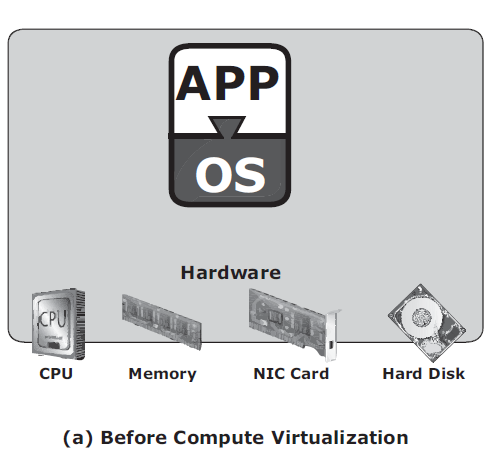 APP
OS
Hardware
CPU
CPU Memory NIC Card Hard Disk
(a) Before Compute Virtualization